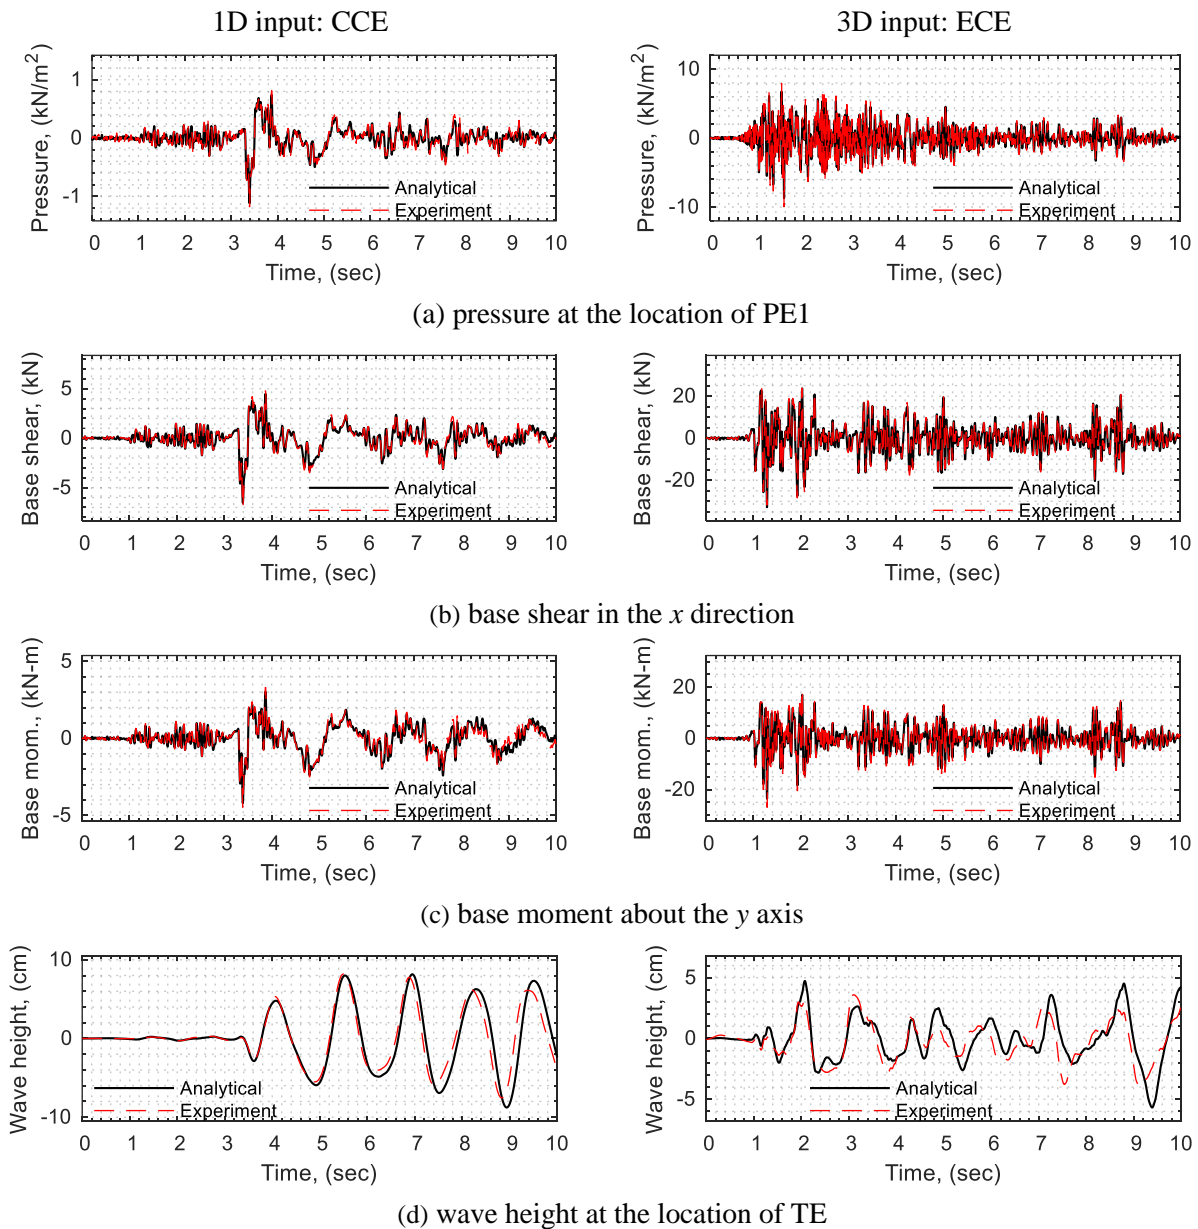 1D input: CCE
3D input: ECE
Pressure, (kN/m²)
1
0
-1
Analytical
Experiment
0 1 2 3 4 5 6 7 8 9 10
Time, (sec)
Pressure, (kN/m²)
10
0
-10
Analytical
Experiment
0 1 2 3 4 5 6 7 8 9 10
Time, (sec)
(a) pressure at the location of PE1
Base shear, (kN)
5
0
-5
Analytical
Experiment
0 1 2 3 4 5 6 7 8 9 10
Time, (sec)
Base shear, (kN)
20
0
-20
Analytical
Experiment
0 1 2 3 4 5 6 7 8 9 10
Time, (sec)
(b) base shear in the x direction
Base mom., (kN-m)
5
0
-5
Analytical
Experiment
0 1 2 3 4 5 6 7 8 9 10
Time, (sec)
Base mom., (kN-m)
20
0
-20
Analytical
Experiment
0 1 2 3 4 5 6 7 8 9 10
Time, (sec)
(c) base moment about the y axis
Wave height, (cm)
10
0
-10
Analytical
Experiment
0 1 2 3 4 5 6 7 8 9 10
Time, (sec)
Wave height, (cm)
5
0
-5
Analytical
Experiment
0 1 2 3 4 5 6 7 8 9 10
Time, (sec)
(d) wave height at the location of TE